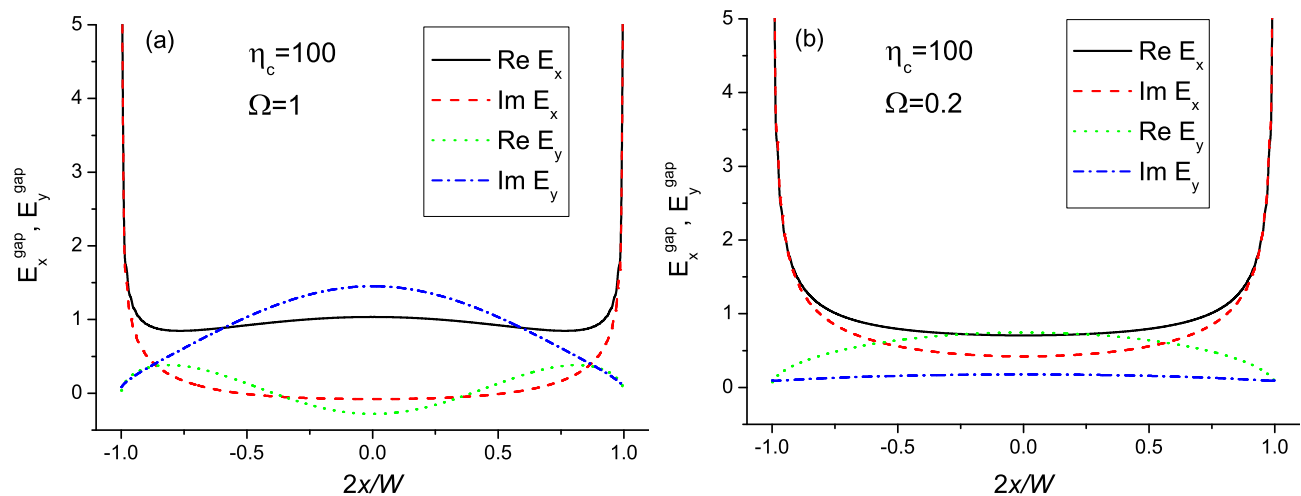 (a)
η_c=100
Ω=1
Re E_x
Im E_x
Re E_y
Im E_y
E_x^gap , E_y^gap
5
4
3
2
1
0
-1.0 -0.5 0.0 0.5 1.0
2x/W
(b)
η_c=100
Ω=0.2
Re E_x
Im E_x
Re E_y
Im E_y
E_x^gap , E_y^gap
5
4
3
2
1
0
-1.0 -0.5 0.0 0.5 1.0
2x/W